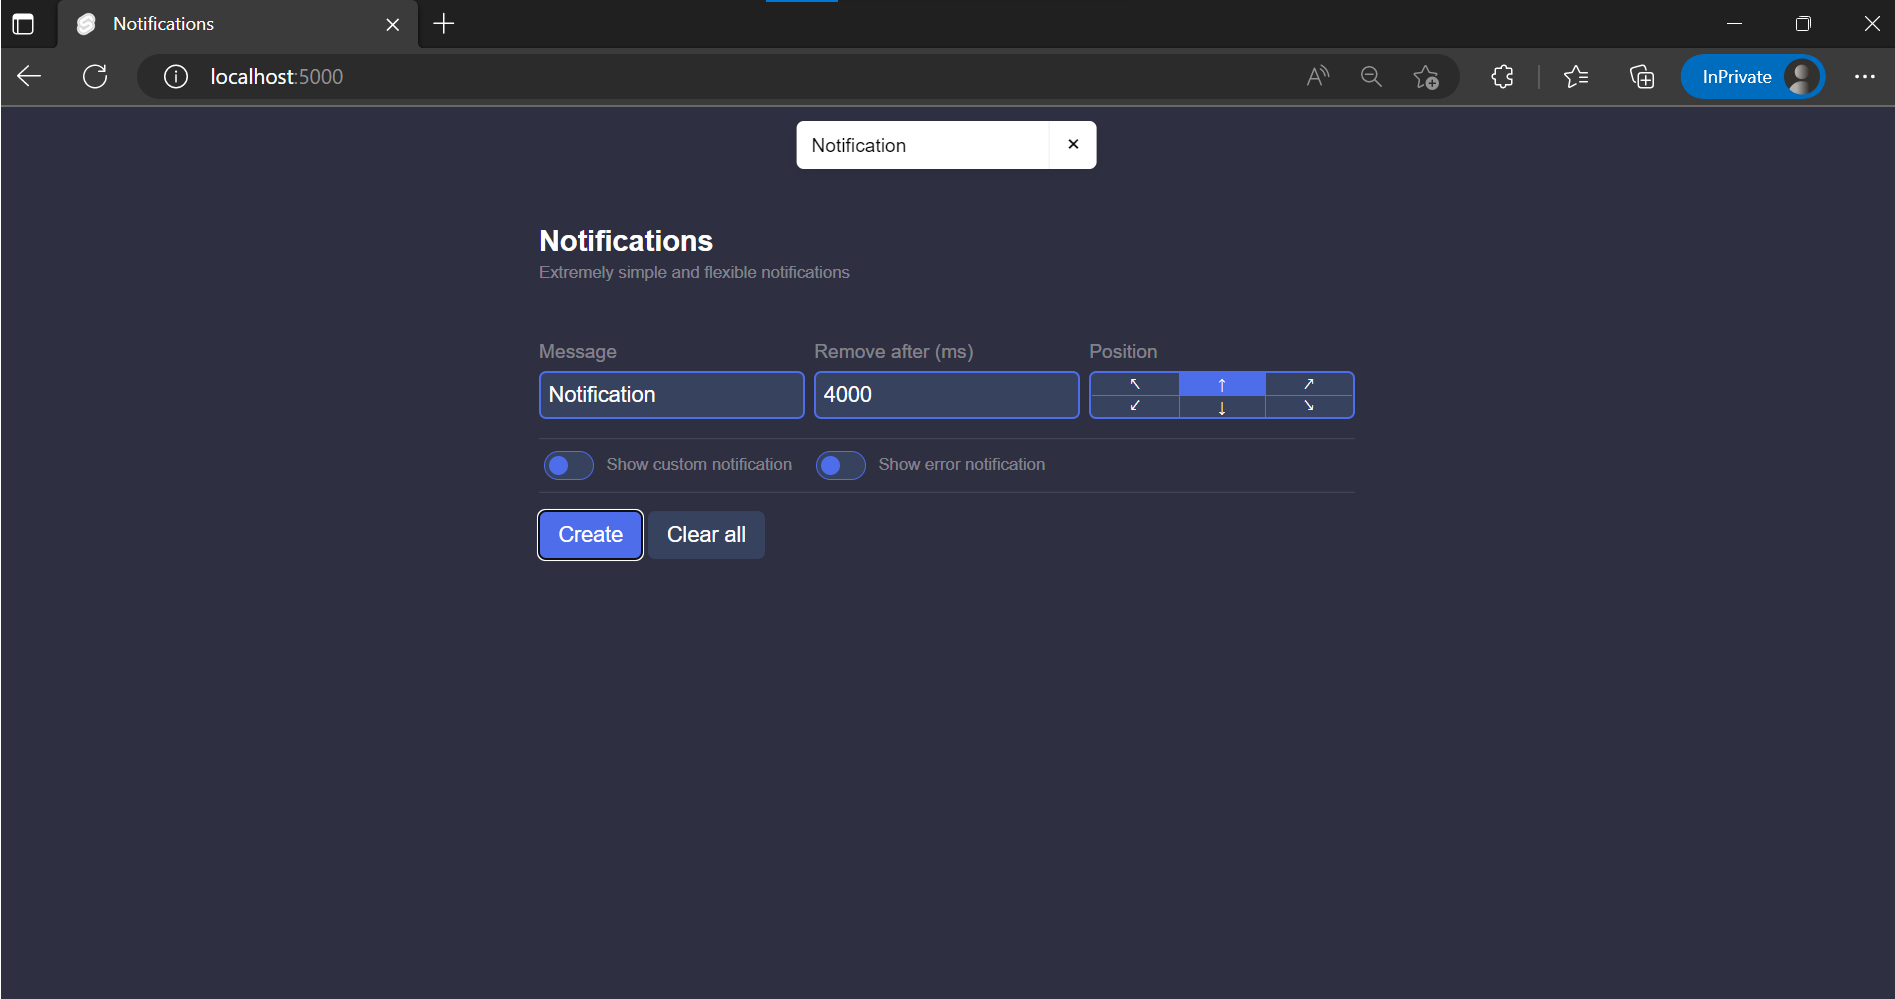 Notifications
localhost:5000
InPrivate
Notification
Notifications
Extremely simple and flexible notifications
Message
Remove after (ms)
Position
Notification
4000
↖ ↑ ↗
↙ ↓ ↘
Show custom notification
Show error notification
Create
Clear all